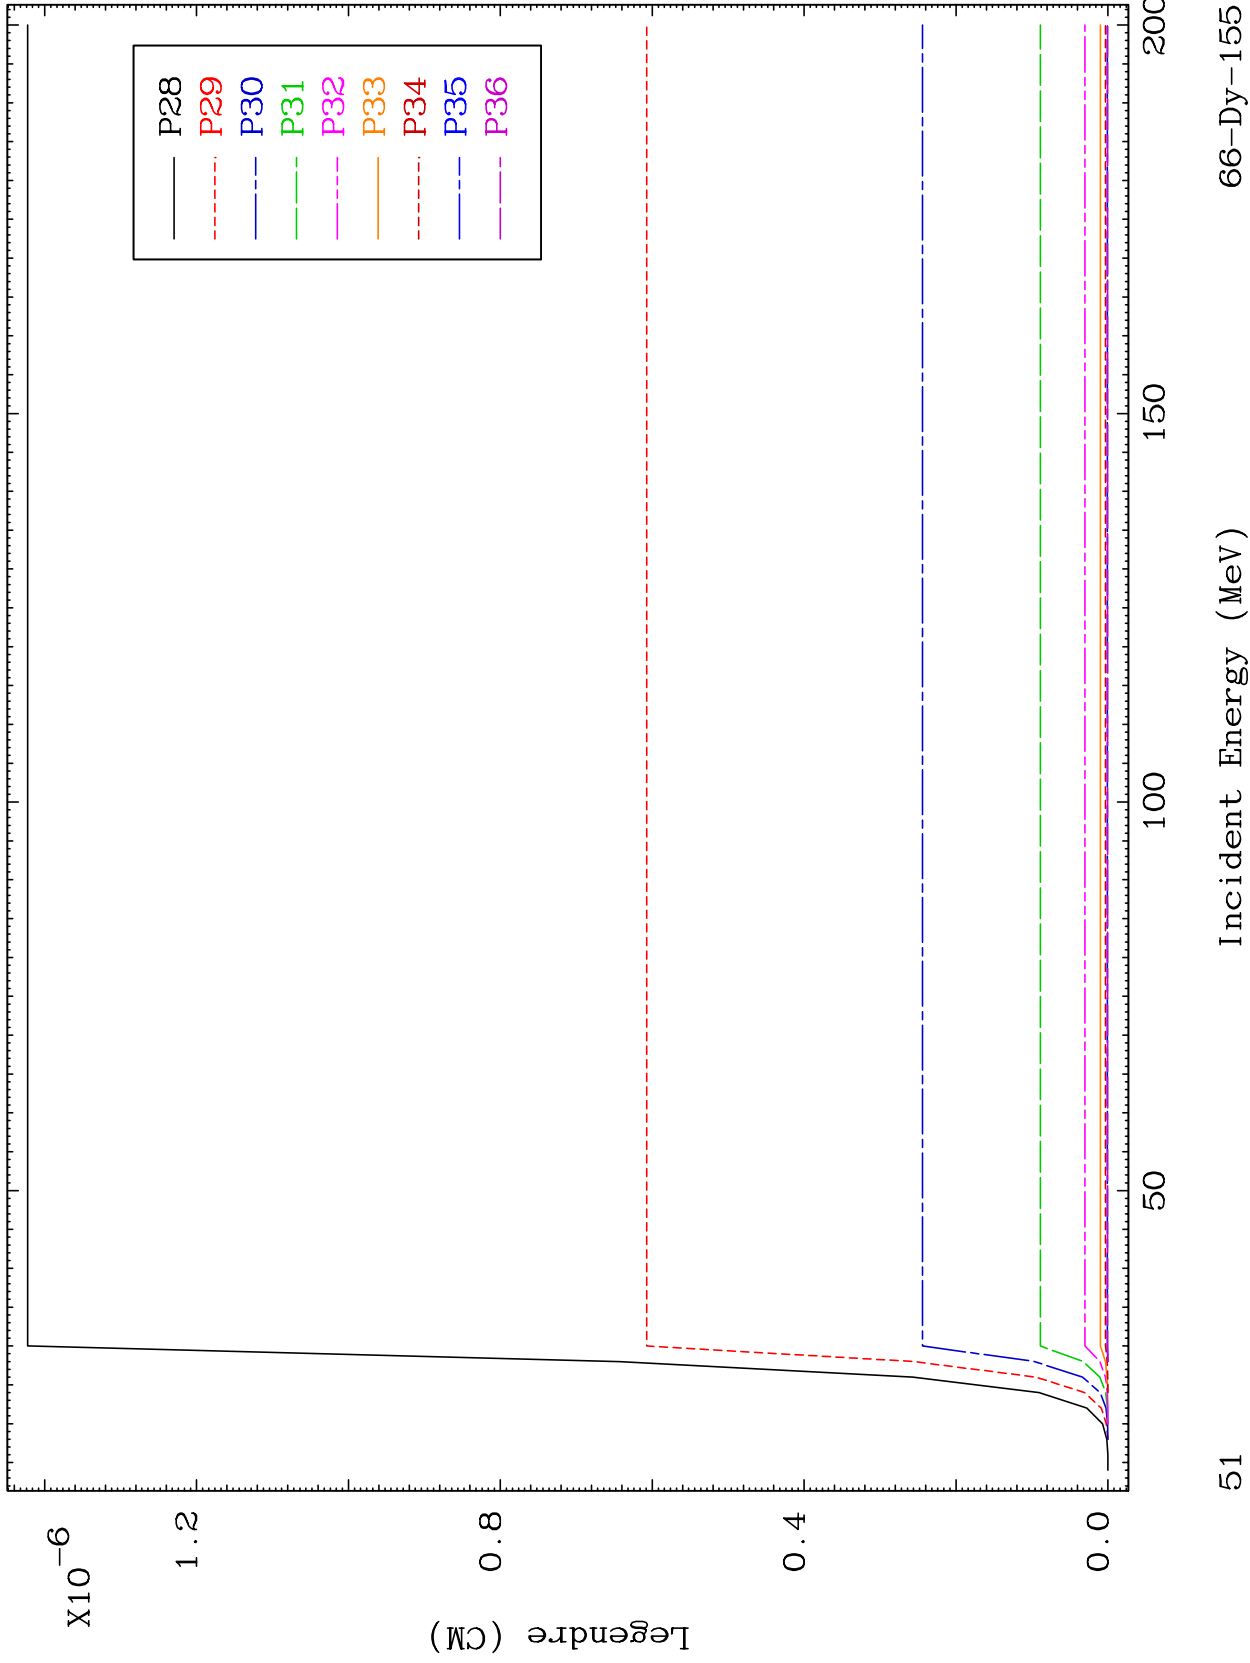 X10-6
1.2
0.8
0.4
0.0
Legendre (CM)
P28
P29
P30
P31
P32
P33
P34
P35
P36
50
100
150
200
51
Incident Energy (MeV)
66-Dy-155